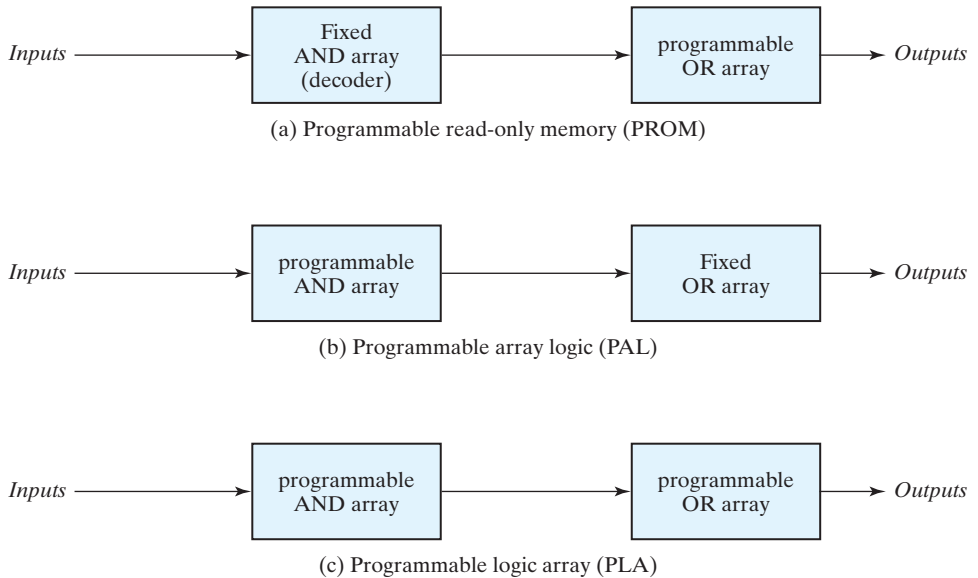 Inputs
Fixed
AND array
(decoder)
programmable
OR array
Outputs
(a) Programmable read-only memory (PROM)
Inputs
programmable
AND array
Fixed
OR array
Outputs
(b) Programmable array logic (PAL)
Inputs
programmable
AND array
programmable
OR array
Outputs
(c) Programmable logic array (PLA)